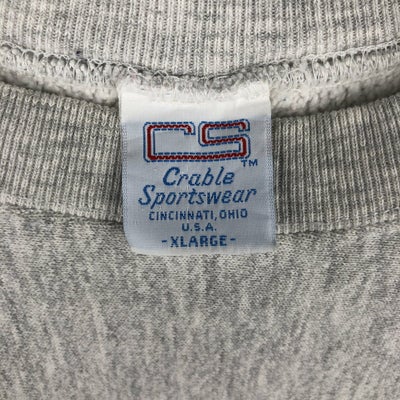 CS™
Crable
Sportswear
CINCINNATI, OHIO
U.S.A.
-XLARGE-